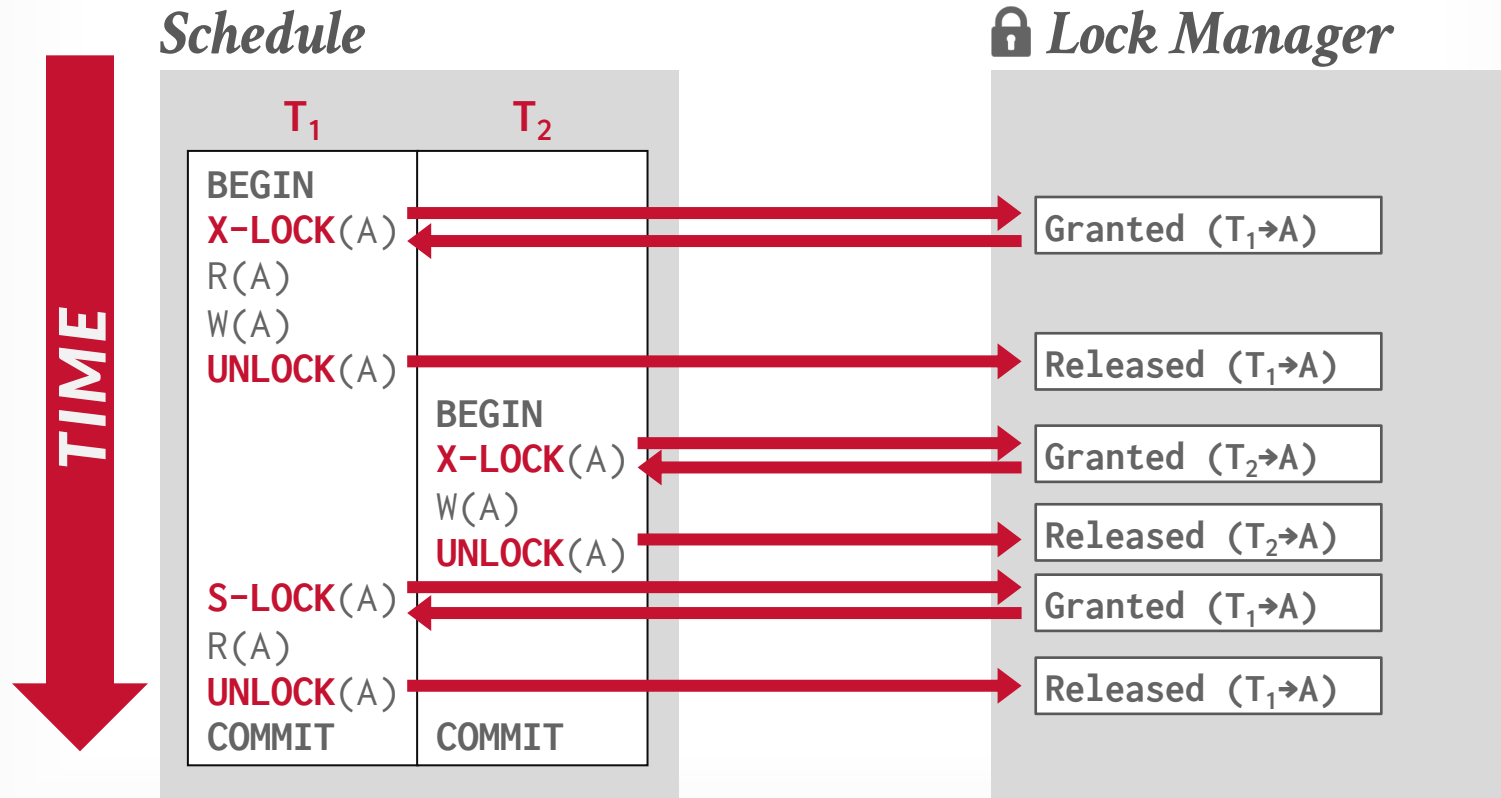 Schedule
Lock Manager
TIME
T₁ T₂
BEGIN
X-LOCK(A)
Granted (T₁→A)
R(A)
W(A)
UNLOCK(A)
Released (T₁→A)
BEGIN
X-LOCK(A)
Granted (T₂→A)
W(A)
UNLOCK(A)
Released (T₂→A)
S-LOCK(A)
Granted (T₁→A)
R(A)
UNLOCK(A)
Released (T₁→A)
COMMIT COMMIT